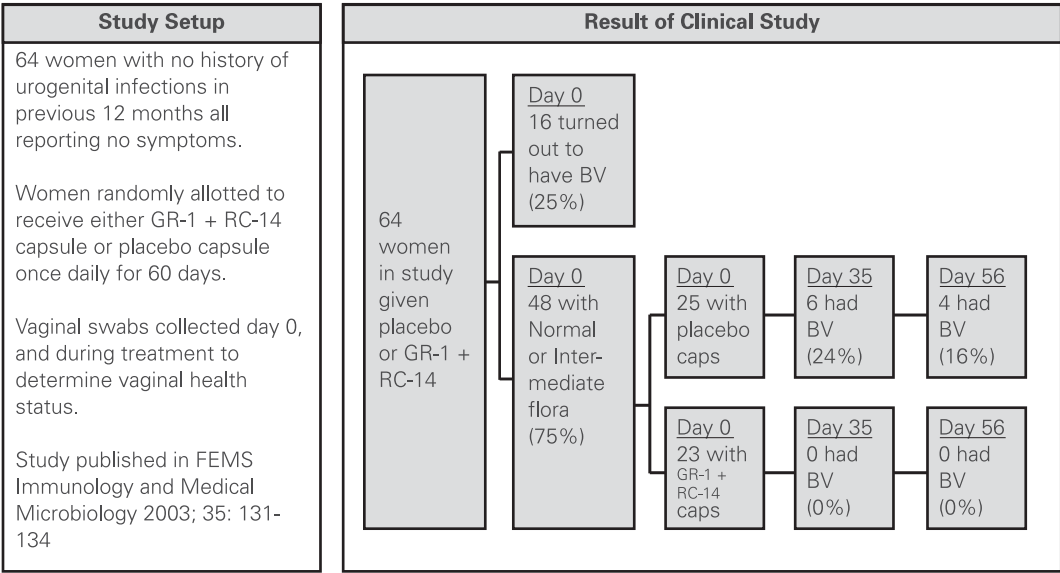 Study Setup
64 women with no history of
urogenital infections in
previous 12 months all
reporting no symptoms.
Women randomly allotted to
receive either GR-1 + RC-14
capsule or placebo capsule
once daily for 60 days.
Vaginal swabs collected day 0,
and during treatment to
determine vaginal health
status.
Study published in FEMS
Immunology and Medical
Microbiology 2003; 35: 131-
134
Result of Clinical Study
64
women
in study
given
placebo
or GR-1 +
RC-14
Day 0
16 turned
out to
have BV
(25%)
Day 0
48 with
Normal
or Inter-
mediate
flora
(75%)
Day 0
25 with
placebo
caps
Day 35
6 had
BV
(24%)
Day 56
4 had
BV
(16%)
Day 0
23 with
GR-1 +
RC-14
caps
Day 35
0 had
BV
(0%)
Day 56
0 had
BV
(0%)